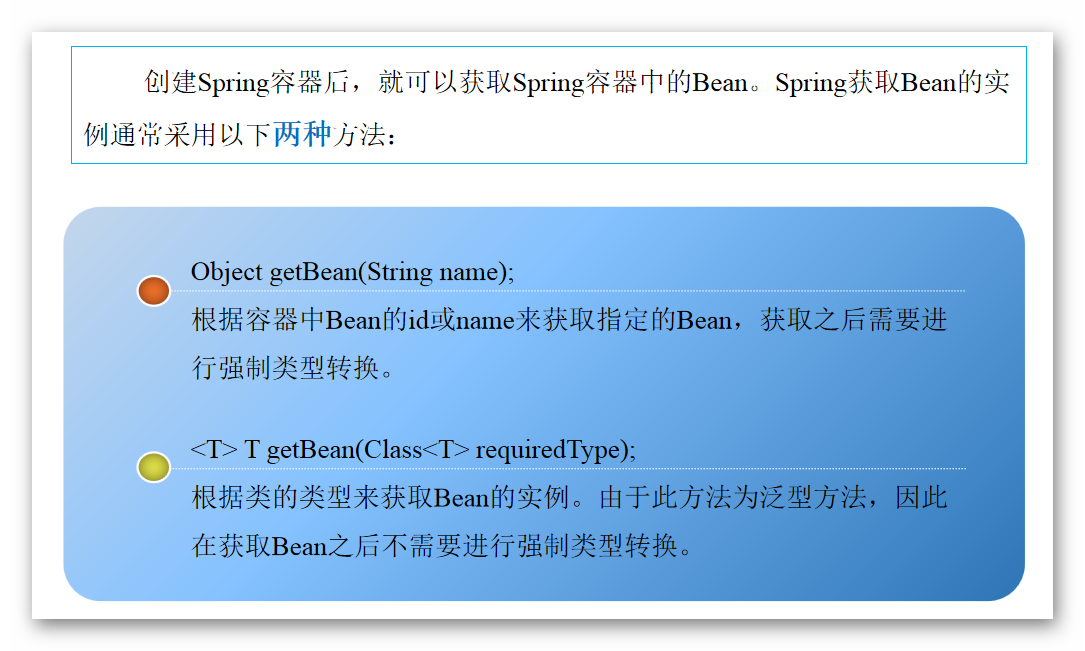 创建Spring容器后，就可以获取Spring容器中的Bean。Spring获取Bean的实
例通常采用以下两种方法：
Object getBean(String name);
根据容器中Bean的id或name来获取指定的Bean，获取之后需要进
行强制类型转换。
<T> T getBean(Class<T> requiredType);
根据类的类型来获取Bean的实例。由于此方法为泛型方法，因此
在获取Bean之后不需要进行强制类型转换。